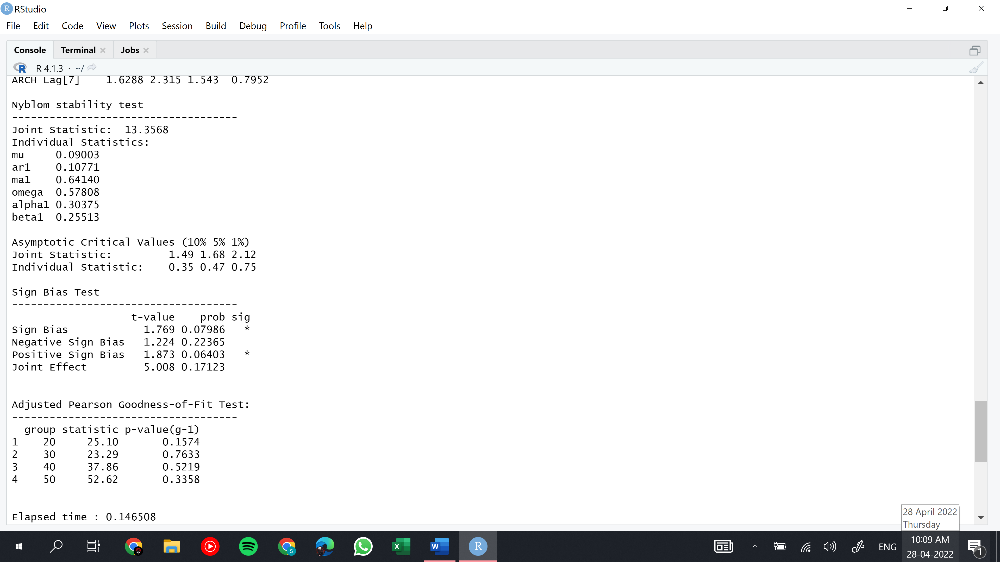 RStudio
File Edit Code View Plots Session Build Debug Profile Tools Help
Console Terminal Jobs
R 4.1.3 · ~/
ARCH Lag[7]    1.6288 2.315 1.543  0.7952

Nyblom stability test
------------------------------------
Joint Statistic:  13.3568
Individual Statistics:
mu     0.09003
ar1    0.10771
ma1    0.64140
omega  0.57808
alpha1 0.30375
beta1  0.25513

Asymptotic Critical Values (10% 5% 1%)
Joint Statistic:         1.49 1.68 2.12
Individual Statistic:    0.35 0.47 0.75

Sign Bias Test
------------------------------------
                   t-value    prob sig
Sign Bias            1.769 0.07986   *
Negative Sign Bias   1.224 0.22365
Positive Sign Bias   1.873 0.06403   *
Joint Effect         5.008 0.17123

Adjusted Pearson Goodness-of-Fit Test:
------------------------------------
  group statistic p-value(g-1)
1    20     25.10       0.1574
2    30     23.29       0.7633
3    40     37.86       0.5219
4    50     52.62       0.3358

Elapsed time : 0.146508
28 April 2022
Thursday
ENG
10:09 AM
28-04-2022
1